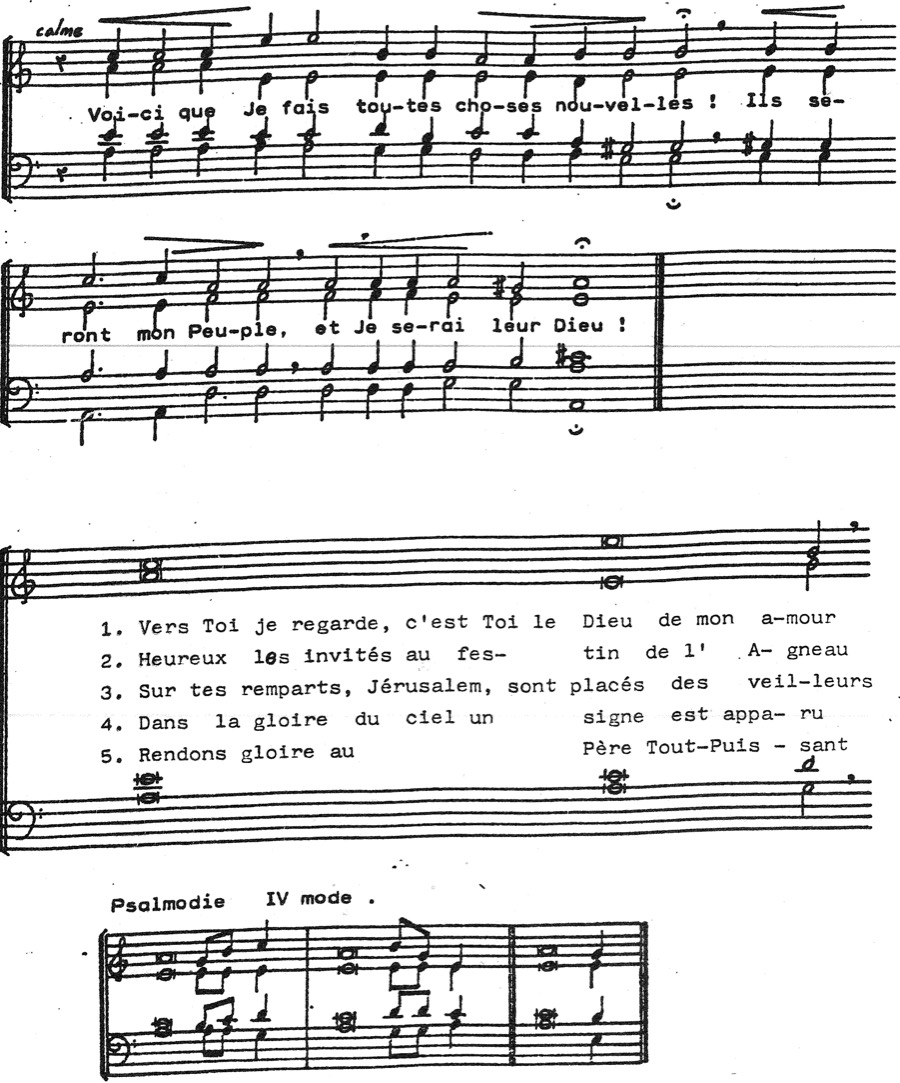 calme
Voi-ci que Je fais tou-tes cho-ses nou-vel-les ! Ils se-
ront mon Peu-ple, et Je se-rai leur Dieu !
1. Vers Toi je regarde, c'est Toi le Dieu de mon a-mour
2. Heureux les invités au fes- tin de l' A- gneau
3. Sur tes remparts, Jérusalem, sont placés des veil-leurs
4. Dans la gloire du ciel un signe est appa- ru
5. Rendons gloire au Père Tout-Puis - sant
Psalmodie IV mode .